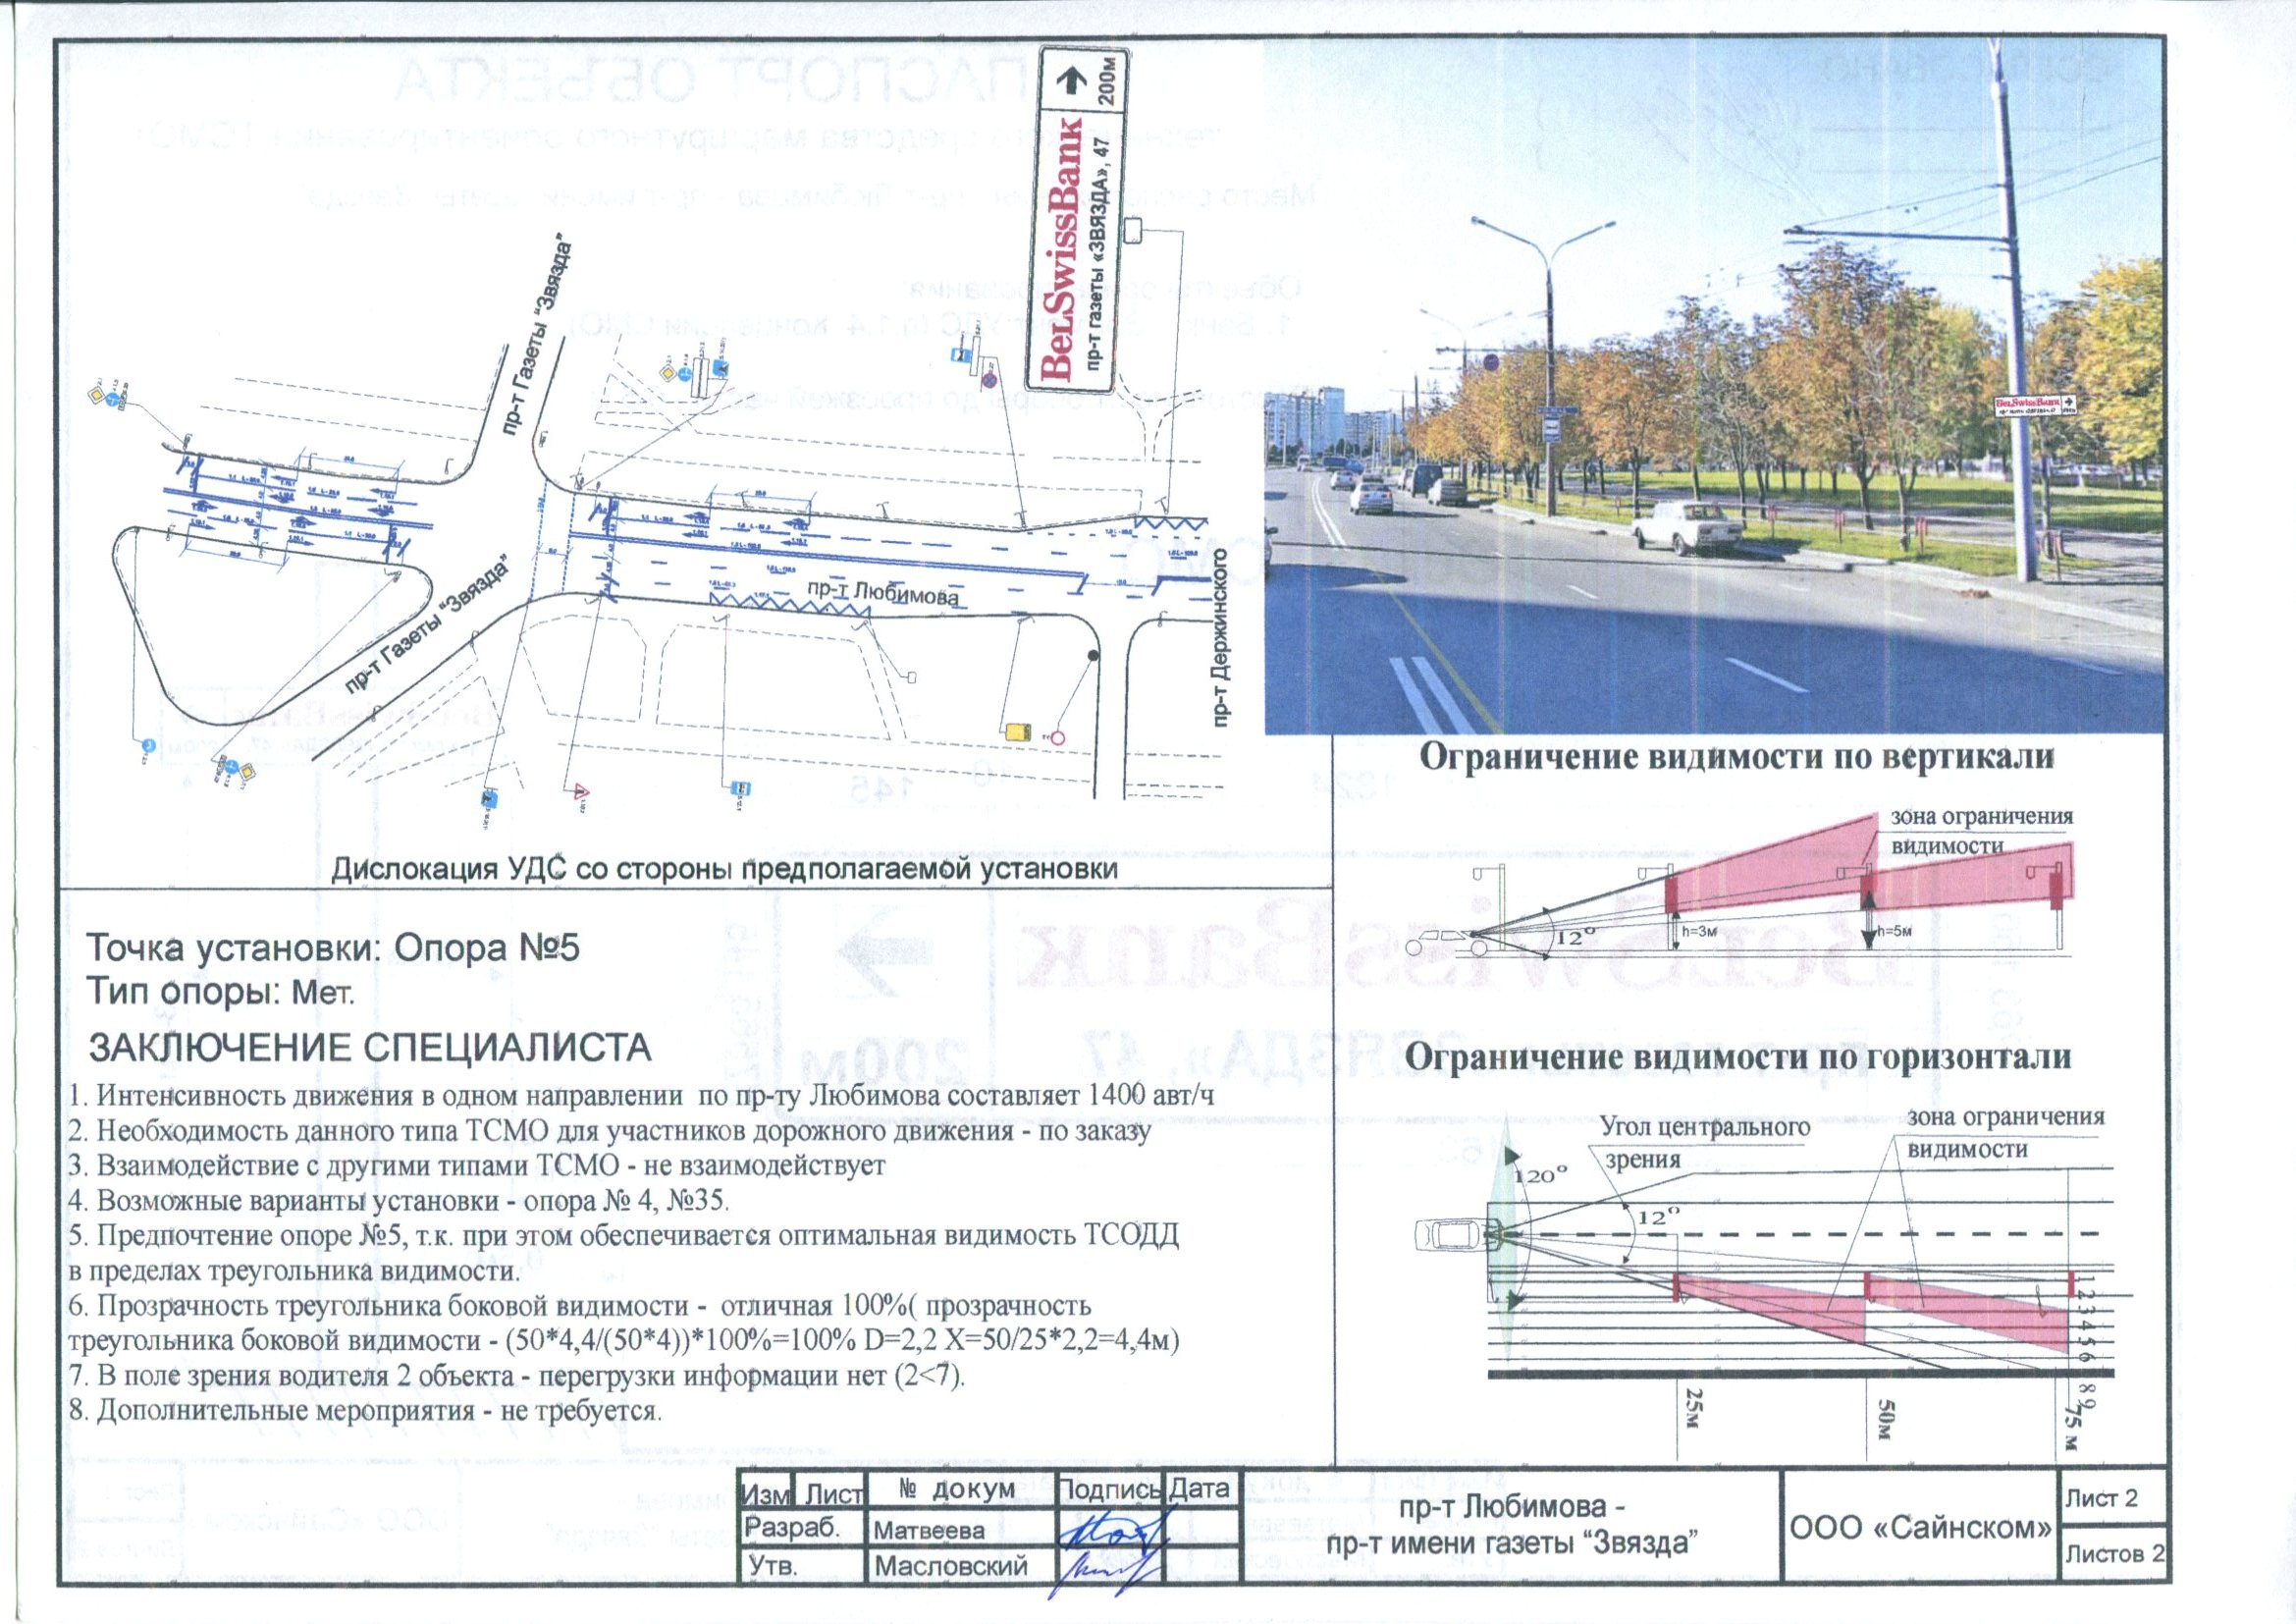 BelSwissBank
пр-т газеты «ЗВЯЗДА», 47
200м
пр-т Газеты "Звязда"
пр-т Газеты "Звязда"
пр-т Любимова
пр-т Держинского
Дислокация УДС со стороны предполагаемой установки
BelSwissBank
Ограничение видимости по вертикали
зона ограничения
видимости
12°
h=3м
h=5м
Точка установки: Опора №5
Тип опоры: Мет.
ЗАКЛЮЧЕНИЕ СПЕЦИАЛИСТА
1. Интенсивность движения в одном направлении по пр-ту Любимова составляет 1400 авт/ч
2. Необходимость данного типа ТСМО для участников дорожного движения - по заказу
3. Взаимодействие с другими типами ТСМО - не взаимодействует
4. Возможные варианты установки - опора № 4, №35.
5. Предпочтение опоре №5, т.к. при этом обеспечивается оптимальная видимость ТСОДД
в пределах треугольника видимости.
6. Прозрачность треугольника боковой видимости - отличная 100%( прозрачность
треугольника боковой видимости - (50*4,4/(50*4))*100%=100% D=2,2 X=50/25*2,2=4,4м)
7. В поле зрения водителя 2 объекта - перегрузки информации нет (2<7).
8. Дополнительные мероприятия - не требуется.
Ограничение видимости по горизонтали
Угол центрального
зрения
зона ограничения
видимости
120°
12°
1 2 3 4 5 6 8 9
25м
50м
75 м
Изм Лист № докум Подпись Дата
Разраб. Матвеева
Утв. Масловский
пр-т Любимова -
пр-т имени газеты "Звязда"
ООО «Сайнском»
Лист 2
Листов 2